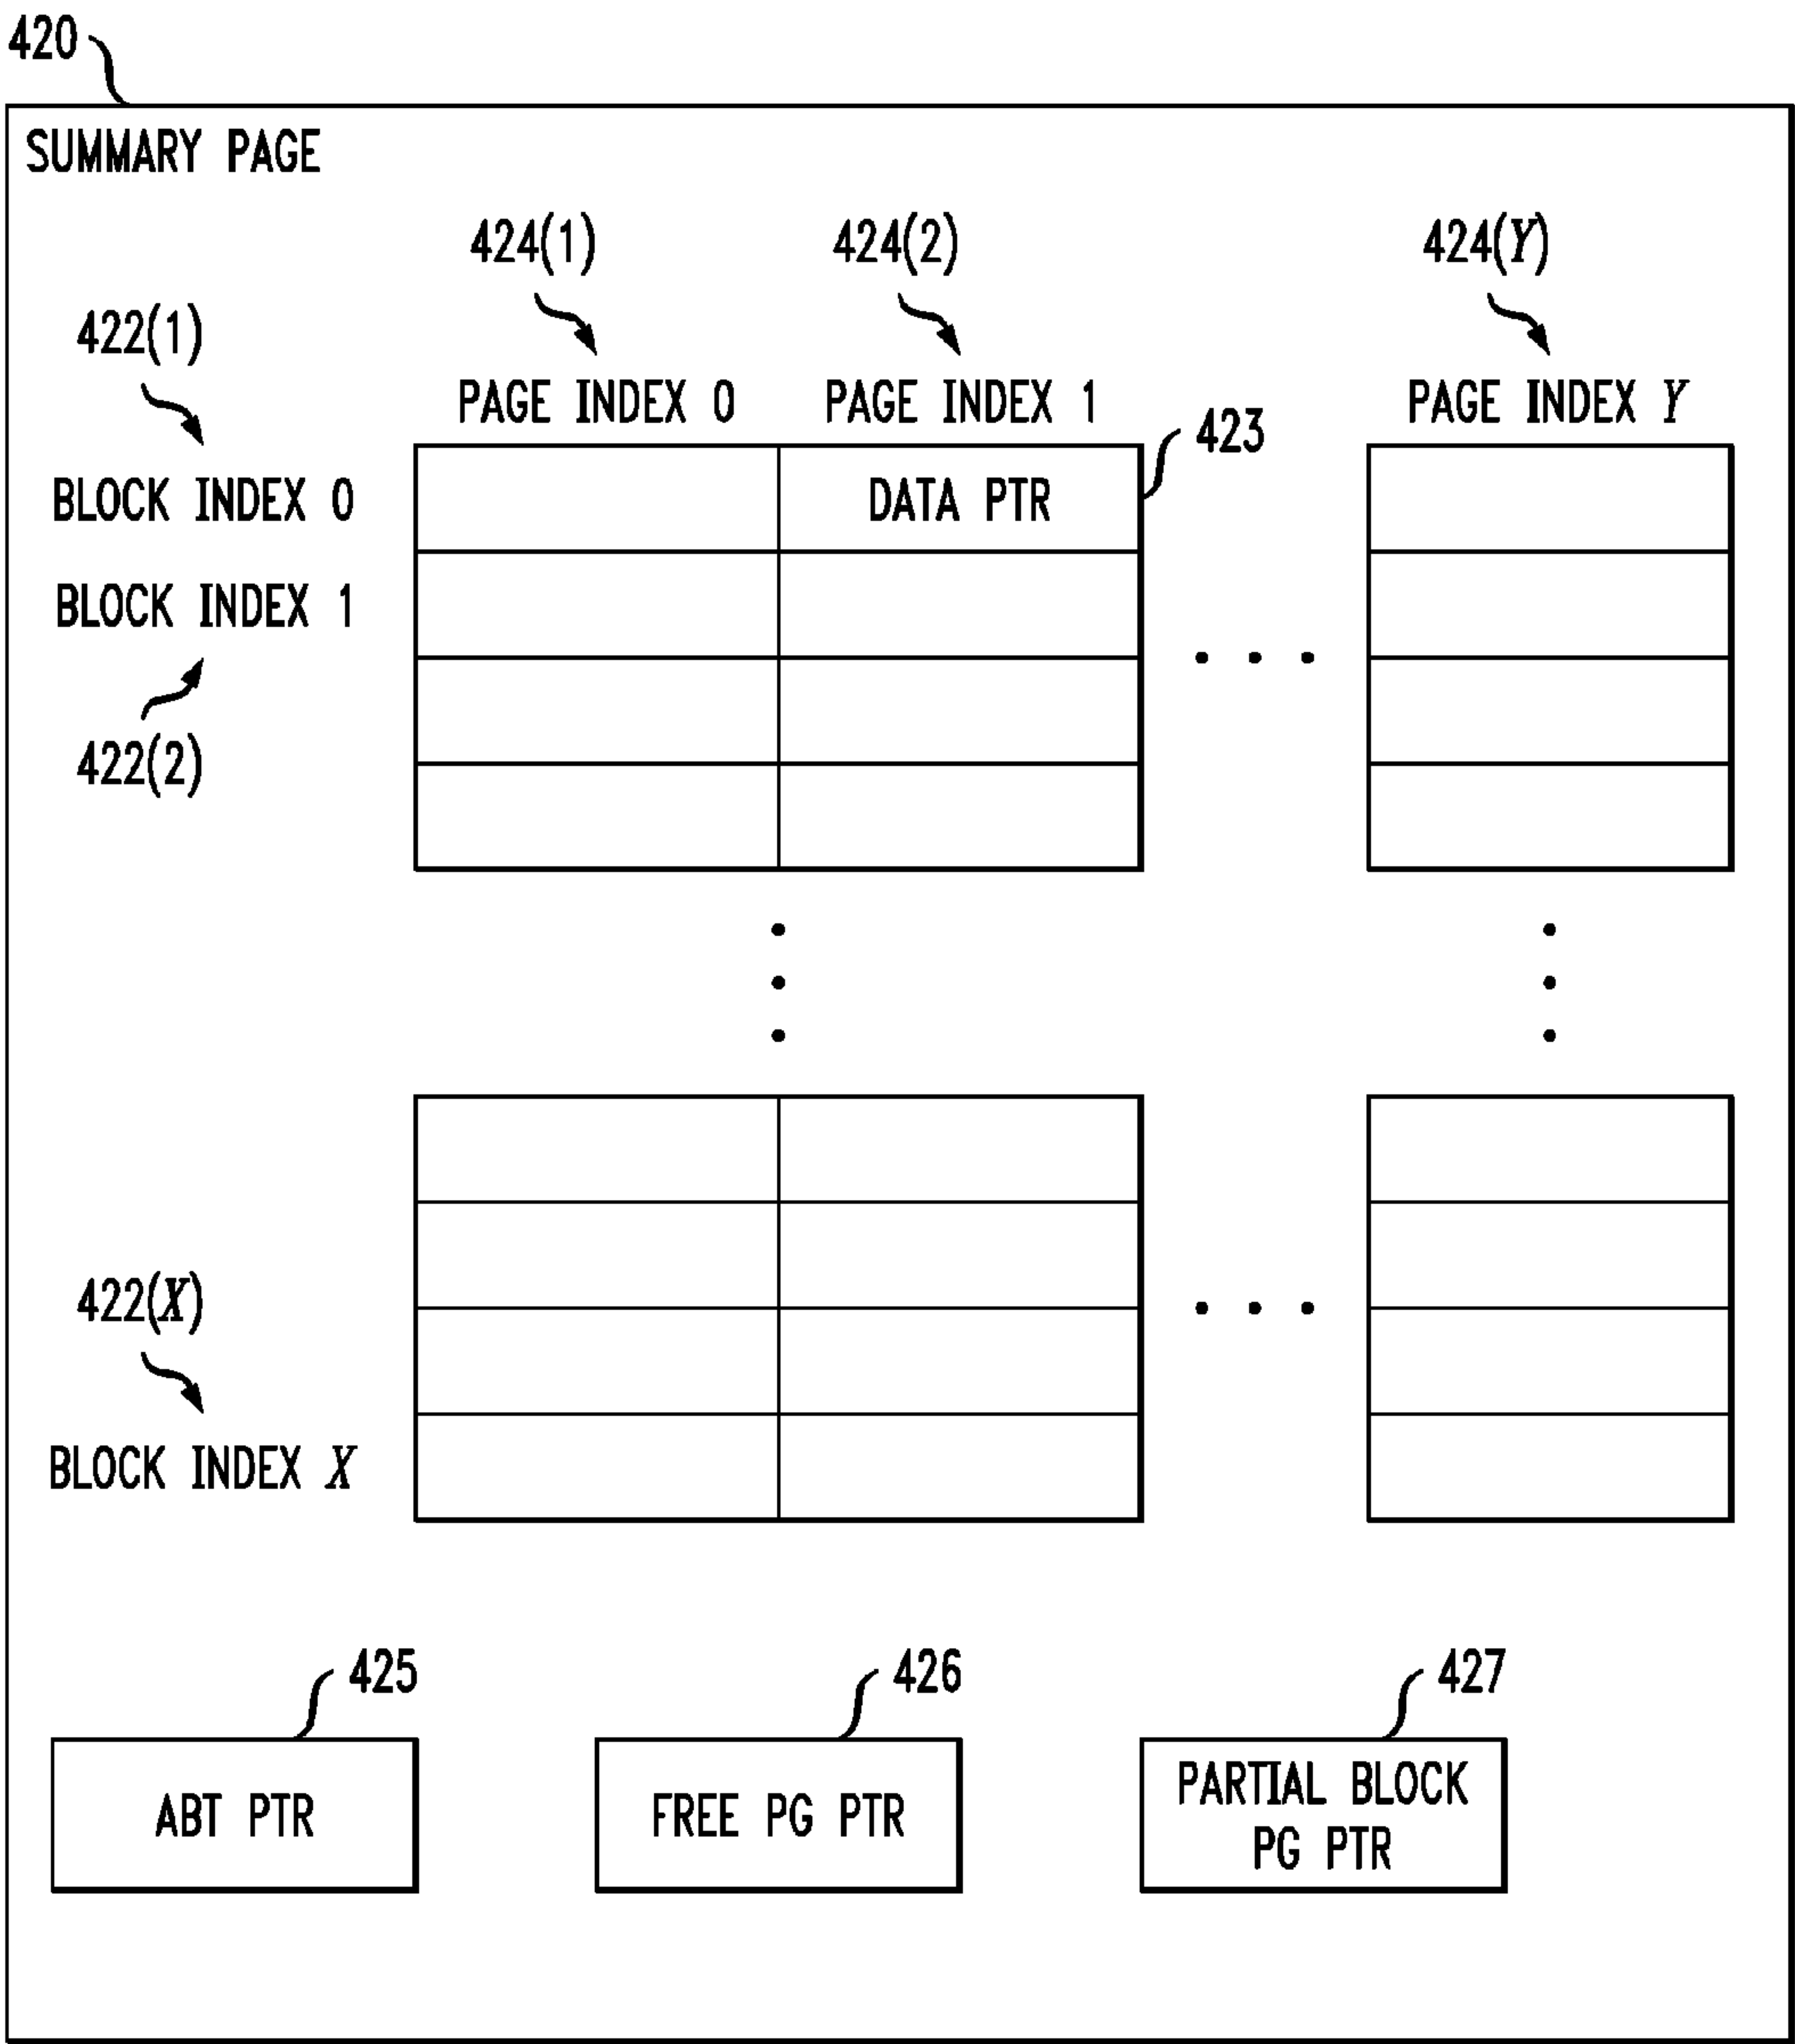 420
SUMMARY PAGE
424(1) 424(2) 424(Y)
422(1)
PAGE INDEX 0 PAGE INDEX 1 PAGE INDEX Y
423
BLOCK INDEX 0 DATA PTR
BLOCK INDEX 1
422(2)
422(X)
BLOCK INDEX X
425 426 427
ABT PTR
FREE PG PTR
PARTIAL BLOCK
PG PTR